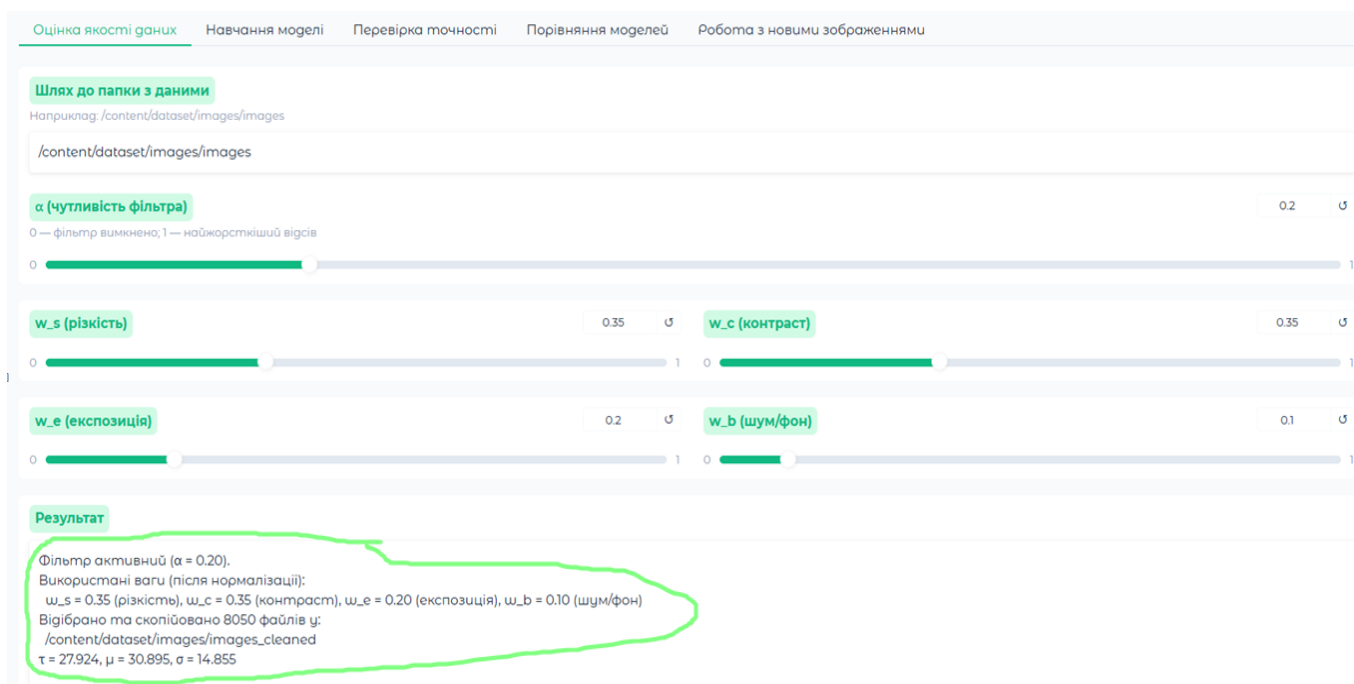 Оцінка якості даних Навчання моделі Перевірка точності Порівняння моделей Робота з новими зображеннями
Шлях до папки з даними
Наприклад: /content/dataset/images/images
/content/dataset/images/images
α (чутливість фільтра) 0.2 ↺
0 — фільтр вимкнено; 1 — найжорсткіший відсів
0 1
w_s (різкість) 0.35 ↺ w_c (контраст) 0.35 ↺
0 1 0 1
w_e (експозиція) 0.2 ↺ w_b (шум/фон) 0.1 ↺
0 1 0 1
Результат
Фільтр активний (α = 0.20).
Використані ваги (після нормалізації):
w_s = 0.35 (різкість), w_c = 0.35 (контраст), w_e = 0.20 (експозиція), w_b = 0.10 (шум/фон)
Відібрано та скопійовано 8050 файлів у:
/content/dataset/images/images_cleaned
τ = 27.924, μ = 30.895, σ = 14.855